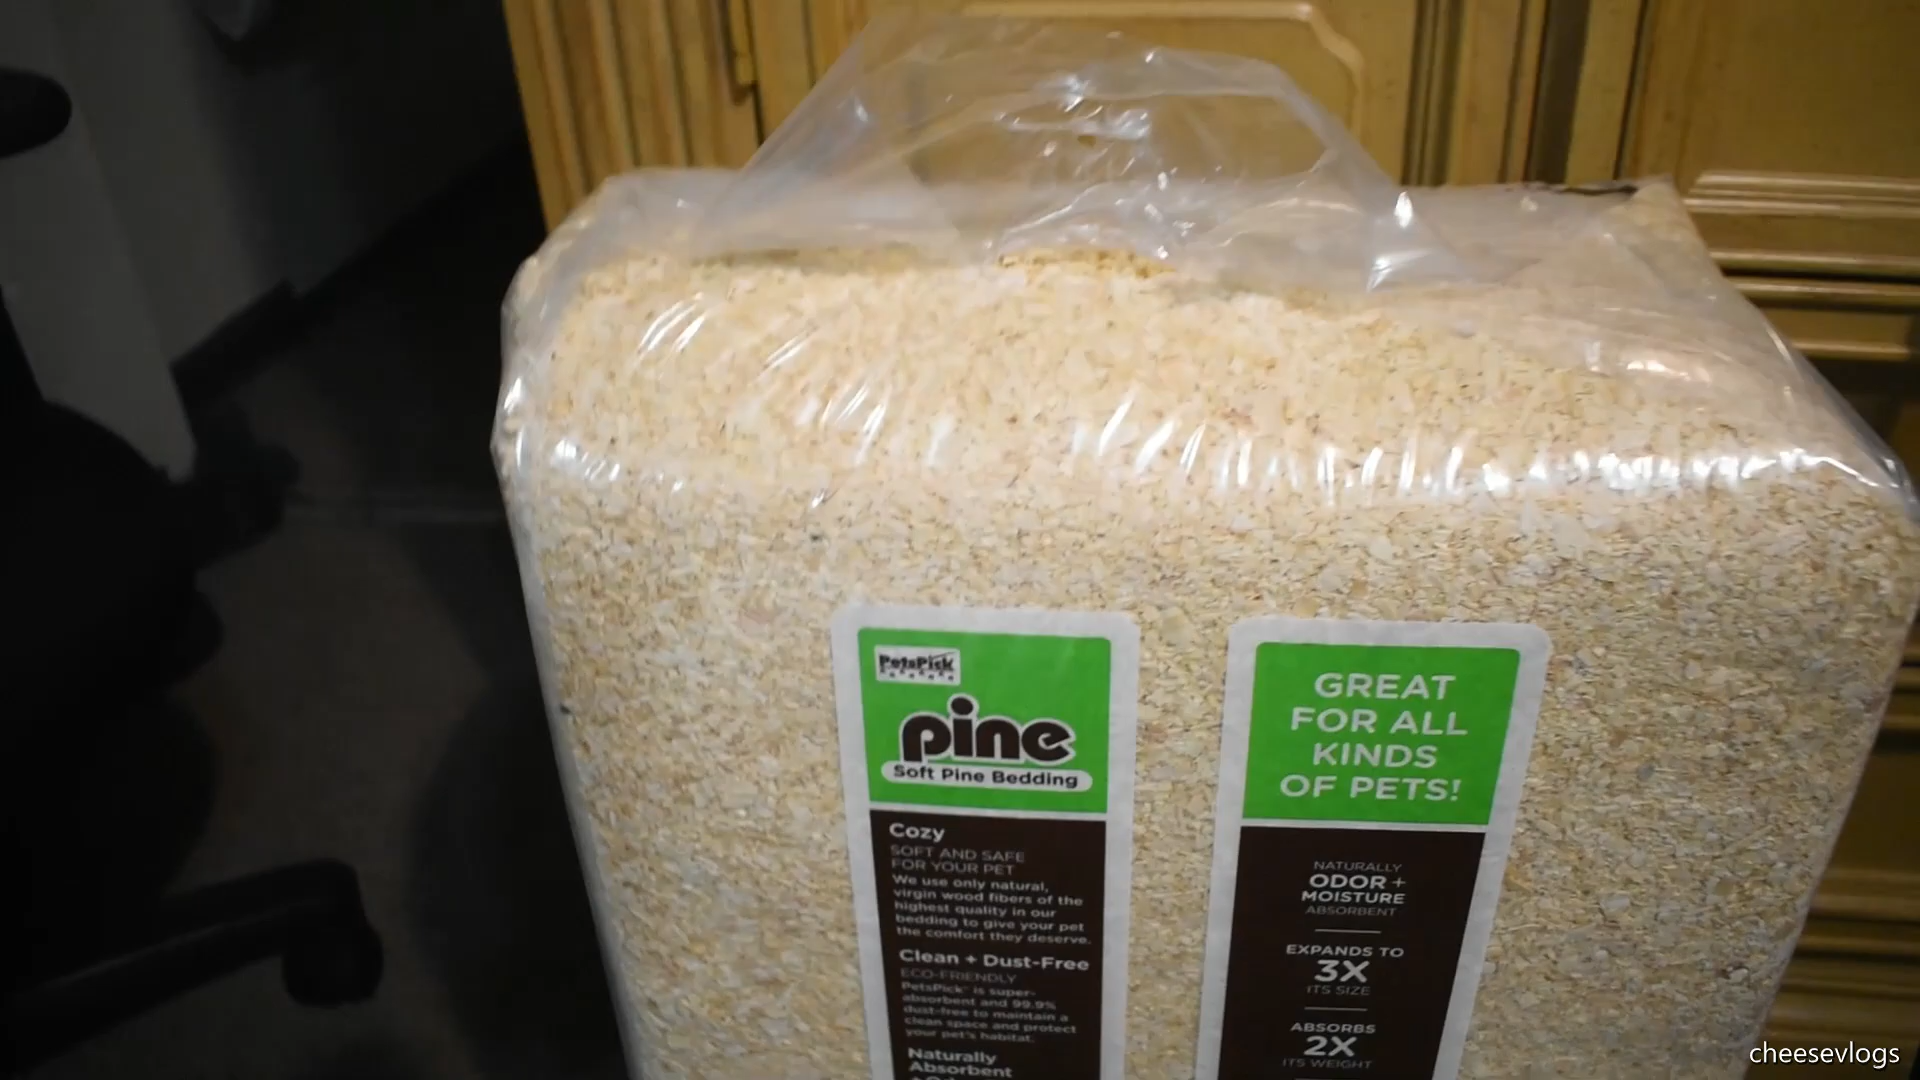 PetsPick
pine
Soft Pine Bedding
Cozy
SOFT AND SAFE
FOR YOUR PET
We use only natural,
virgin wood fibers of the
highest quality in our
bedding to give your pet
the comfort they deserve.
Clean + Dust-Free
ECO-FRIENDLY
PetsPick™ is super-
absorbent and 99.9%
dust-free to maintain a
clean space and protect
your pet's habitat.
Naturally
Absorbent
GREAT
FOR ALL
KINDS
OF PETS!
NATURALLY
ODOR +
MOISTURE
ABSORBENT
EXPANDS TO
3X
ITS SIZE
ABSORBS
2X
ITS WEIGHT
cheesevlogs